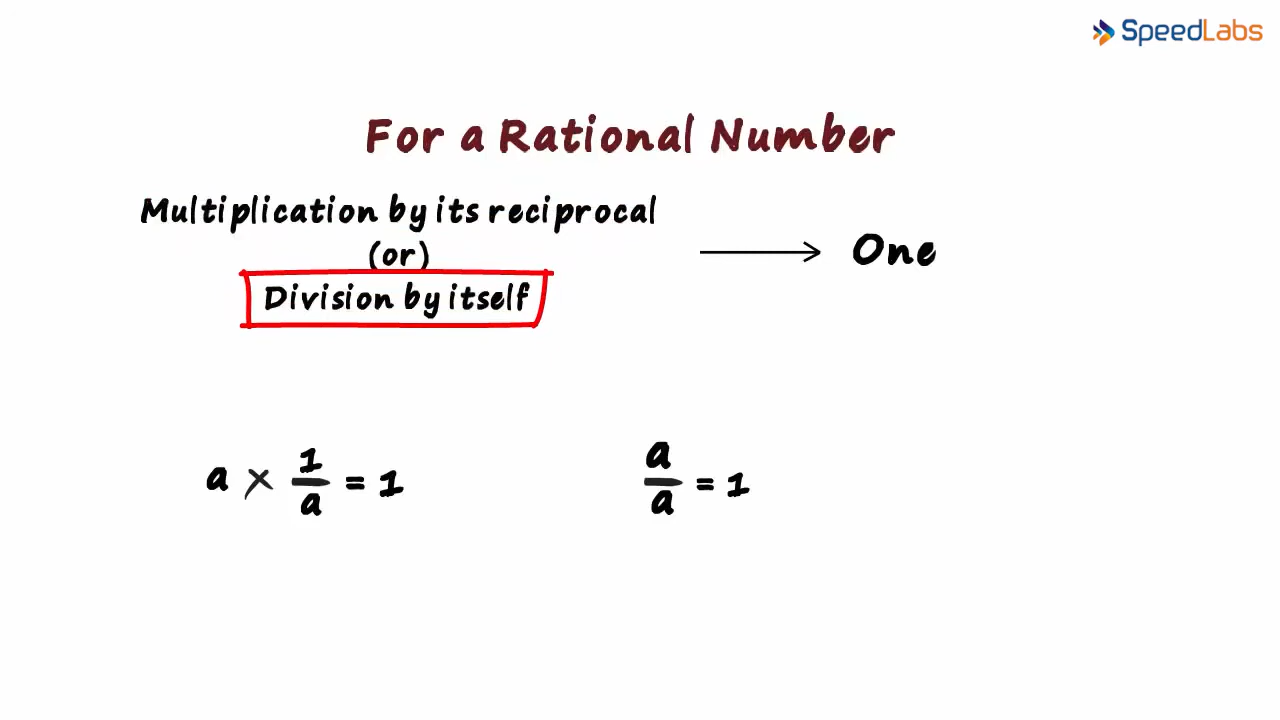 SpeedLabs
For a Rational Number
Multiplication by its reciprocal
(or)
Division by itself
One
a × 1/a = 1
a/a = 1